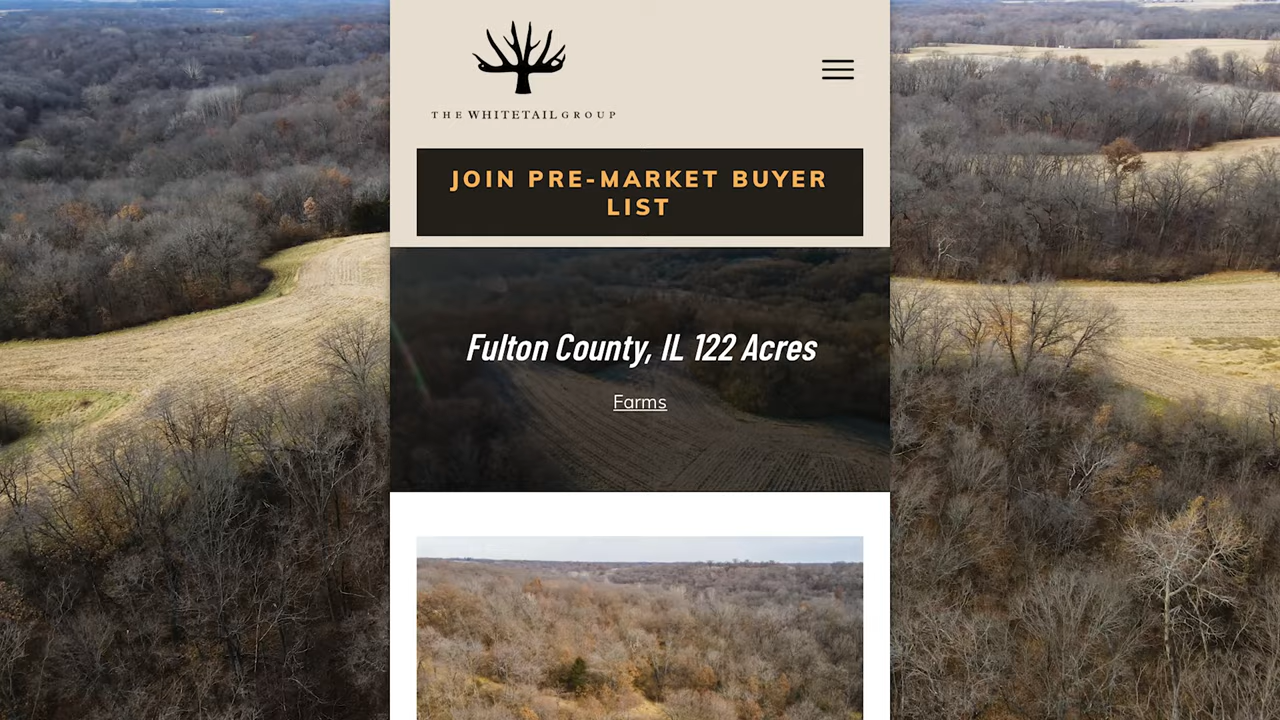 THE WHITETAIL GROUP
JOIN PRE-MARKET BUYER
LIST
Fulton County, IL 122 Acres
Farms